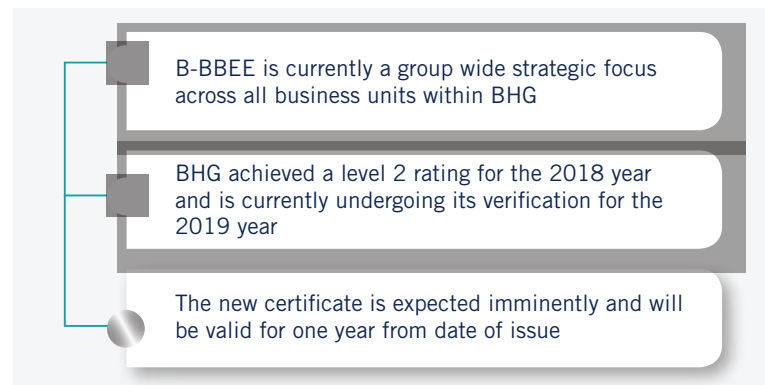 B-BBEE is currently a group wide strategic focus
across all business units within BHG
BHG achieved a level 2 rating for the 2018 year
and is currently undergoing its verification for the
2019 year
The new certificate is expected imminently and will
be valid for one year from date of issue